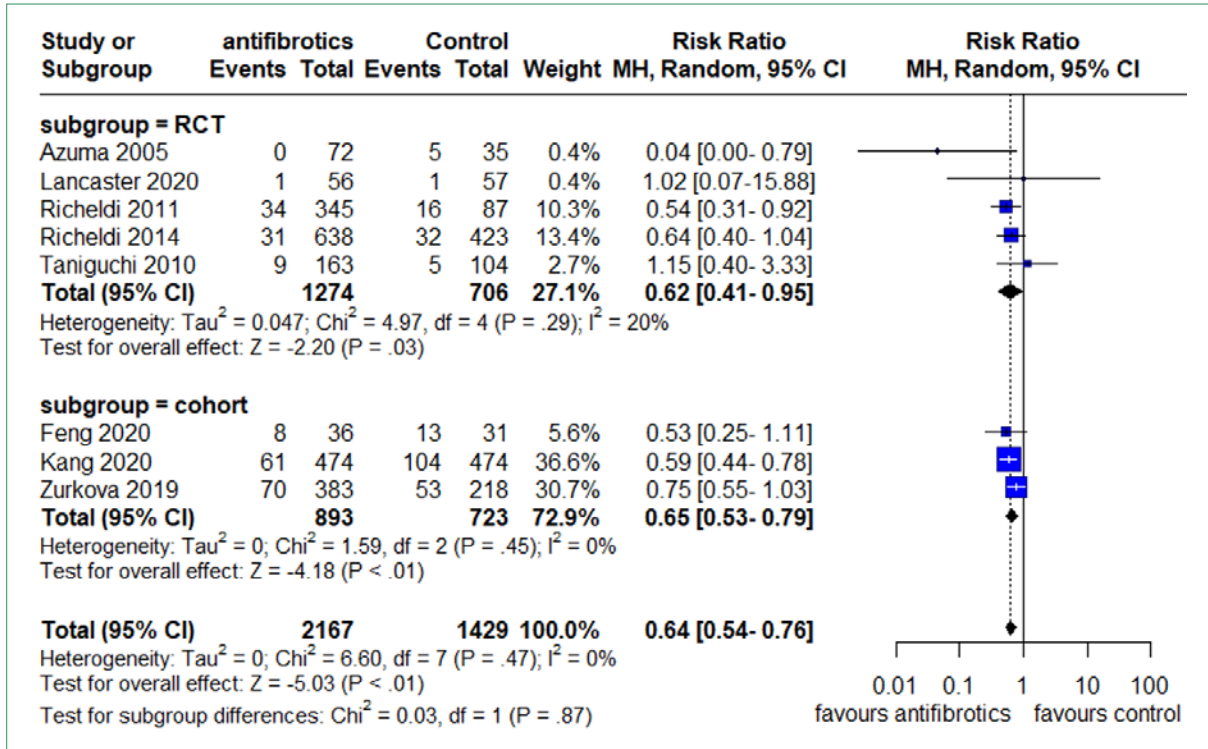 Study or antifibrotics Control Risk Ratio Risk Ratio
Subgroup Events Total Events Total Weight MH, Random, 95% CI MH, Random, 95% CI
subgroup = RCT
Azuma 2005 0 72 5 35 0.4% 0.04 [0.00- 0.79]
Lancaster 2020 1 56 1 57 0.4% 1.02 [0.07-15.88]
Richeldi 2011 34 345 16 87 10.3% 0.54 [0.31- 0.92]
Richeldi 2014 31 638 32 423 13.4% 0.64 [0.40- 1.04]
Taniguchi 2010 9 163 5 104 2.7% 1.15 [0.40- 3.33]
Total (95% CI) 1274 706 27.1% 0.62 [0.41- 0.95]
Heterogeneity: Tau² = 0.047; Chi² = 4.97, df = 4 (P = .29); I² = 20%
Test for overall effect: Z = -2.20 (P = .03)
subgroup = cohort
Feng 2020 8 36 13 31 5.6% 0.53 [0.25- 1.11]
Kang 2020 61 474 104 474 36.6% 0.59 [0.44- 0.78]
Zurkova 2019 70 383 53 218 30.7% 0.75 [0.55- 1.03]
Total (95% CI) 893 723 72.9% 0.65 [0.53- 0.79]
Heterogeneity: Tau² = 0; Chi² = 1.59, df = 2 (P = .45); I² = 0%
Test for overall effect: Z = -4.18 (P < .01)
Total (95% CI) 2167 1429 100.0% 0.64 [0.54- 0.76]
Heterogeneity: Tau² = 0; Chi² = 6.60, df = 7 (P = .47); I² = 0%
Test for overall effect: Z = -5.03 (P < .01)
Test for subgroup differences: Chi² = 0.03, df = 1 (P = .87)
0.01 0.1 1 10 100
favours antifibrotics favours control